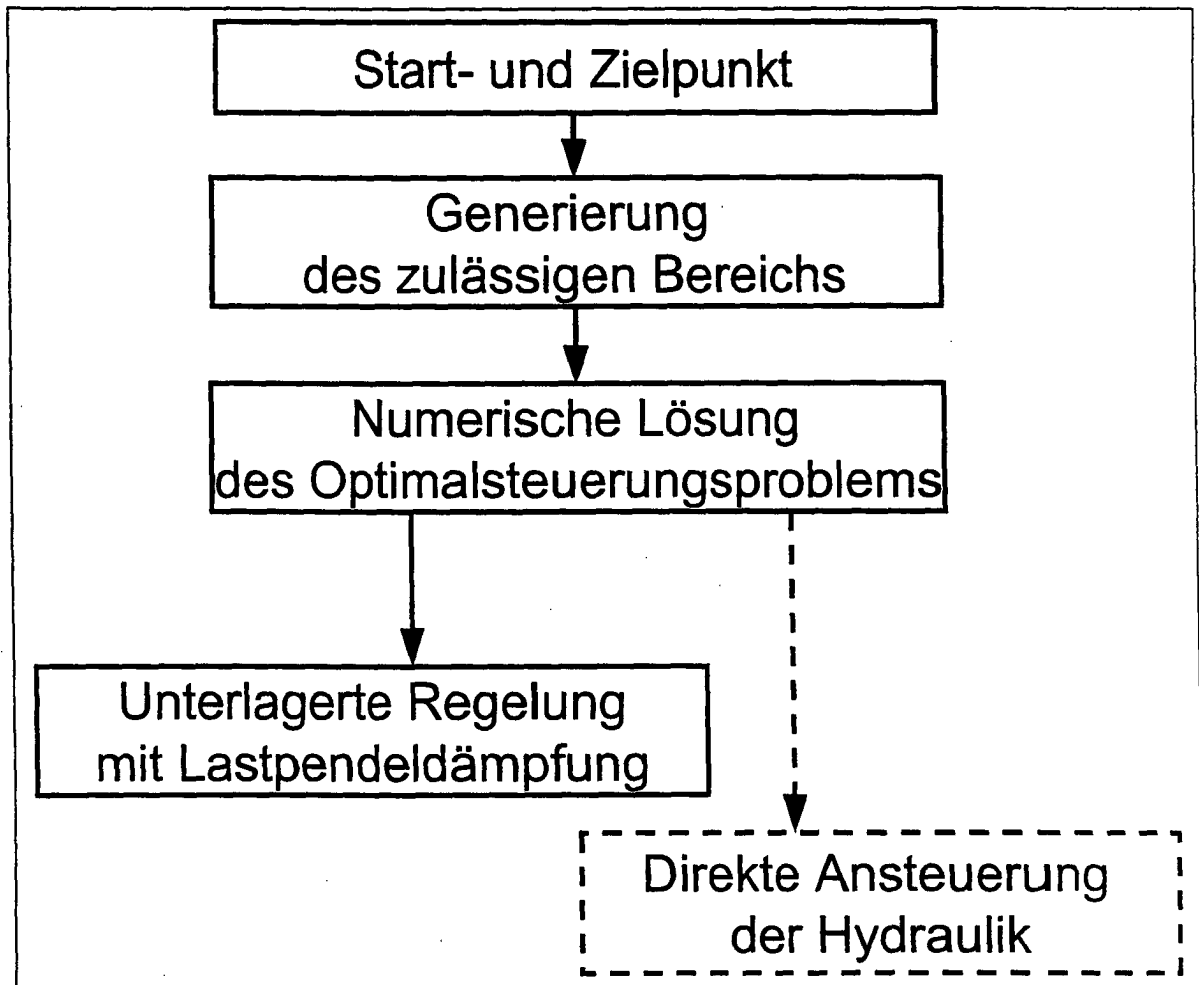 Start- und Zielpunkt
Generierung
des zulässigen Bereichs
Numerische Lösung
des Optimalsteuerungsproblems
Unterlagerte Regelung
mit Lastpendeldämpfung
Direkte Ansteuerung
der Hydraulik